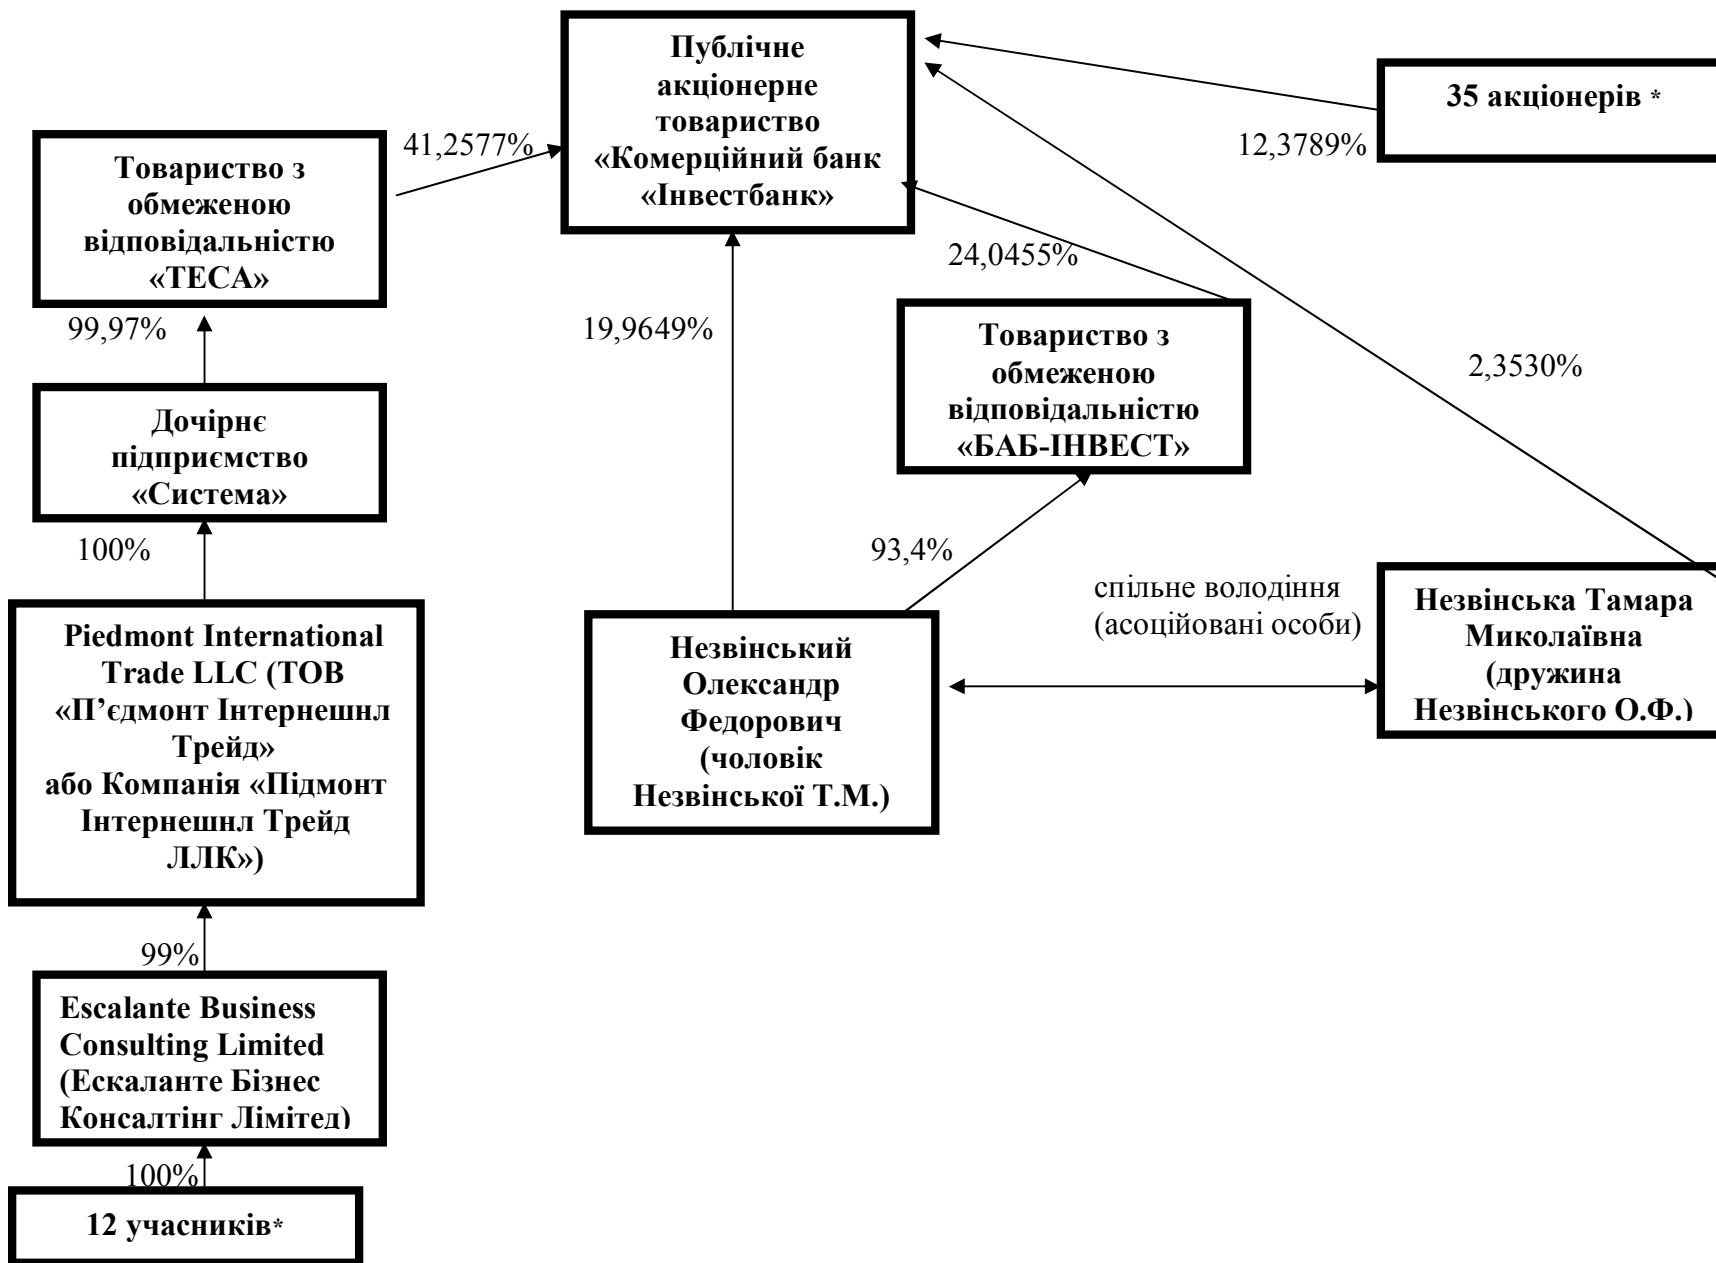 Публічне
акціонерне
товариство
«Комерційний банк
«Інвестбанк»
35 акціонерів *
12,3789%
41,2577%
Товариство з
обмеженою
відповідальністю
«ТЕСА»
24,0455%
19,9649%
99,97%
Товариство з
обмеженою
відповідальністю
«БАБ-ІНВЕСТ»
2,3530%
Дочірнє
підприємство
«Система»
100%
93,4%
спільне володіння
(асоційовані особи)
Незвінська Тамара
Миколаївна
(дружина
Незвінського О.Ф.)
Piedmont International
Trade LLC (ТОВ
«П’єдмонт Інтернешнл
Трейд»
або Компанія «Підмонт
Інтернешнл Трейд
ЛЛК»)
Незвінський
Олександр
Федорович
(чоловік
Незвінської Т.М.)
99%
Escalante Business
Consulting Limited
(Ескаланте Бізнес
Консалтінг Лімітед)
100%
12 учасників*